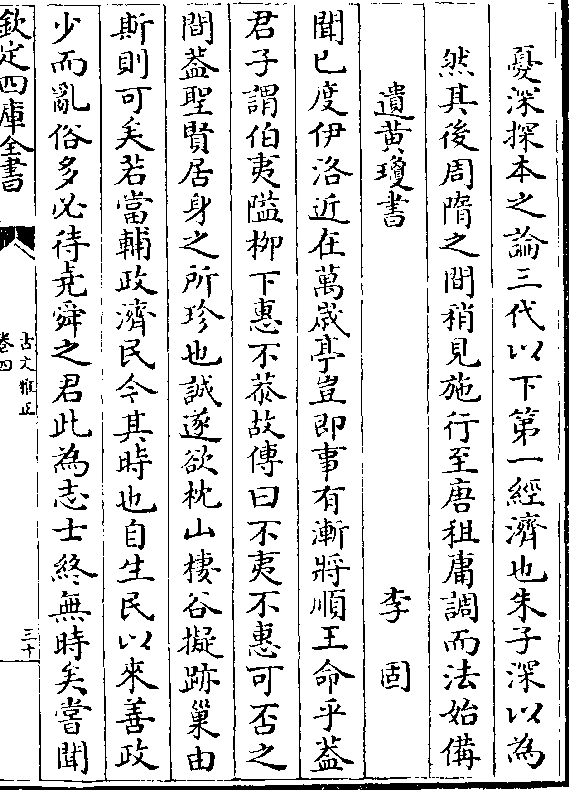 憂深探本之論三代以下第一經濟也朱子深以為
然其後周隋之間稍見施行至唐租庸調而法始備
遺黃瓊書 李固
聞已度伊洛近在萬歲亭豈即事有漸將順王命乎葢
君子謂伯夷隘柳下惠不恭故傳曰不夷不惠可否之
間葢聖賢居身之所珍也誠遂欲枕山棲谷擬跡巢由
斯則可矣若當輔政濟民今其時也自生民以來善政
少而亂俗多必待堯舜之君此為志士終無時矣嘗聞
欽定四庫全書
古文雅正
卷四
三十